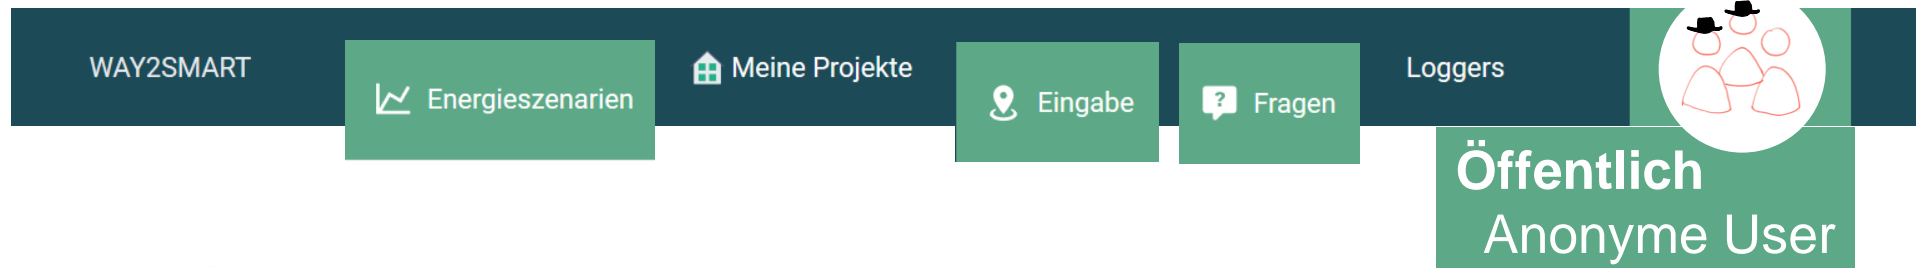 WAY2SMART
Energieszenarien
Meine Projekte
Eingabe
? Fragen
Loggers
Öffentlich
Anonyme User